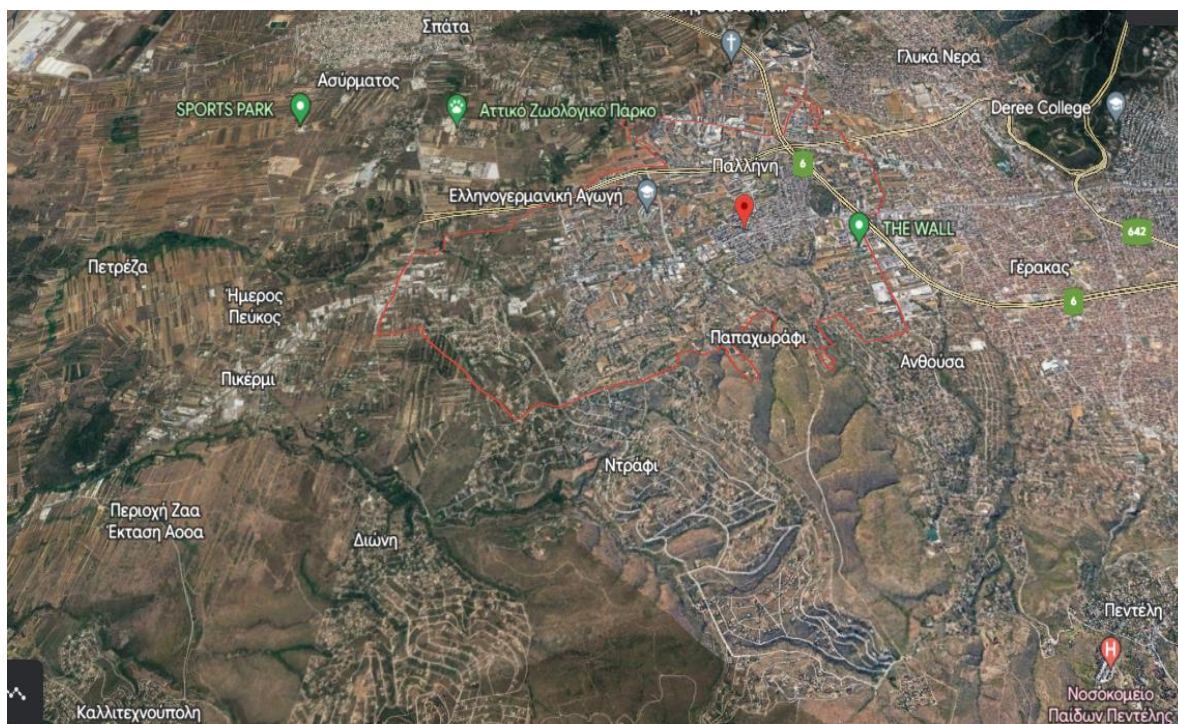 Σπάτα
Γλυκά Νερά
Ασύρματος
SPORTS PARK
Αττικό Ζωολογικό Πάρκο
Deree College
Παλλήνη
6
Ελληνογερμανική Αγωγή
THE WALL
642
Πετρέζα
Γέρακας
Ήμερος
Πεύκος
6
Παπαχωράφι
Ανθούσα
Πικέρμι
Ντράφι
Περιοχή Ζαα
Έκταση Αοοα
Διώνη
Πεντέλη
H
Νοσοκομείο
Παίδων Πεντέλης
Καλλιτεχνούπολη